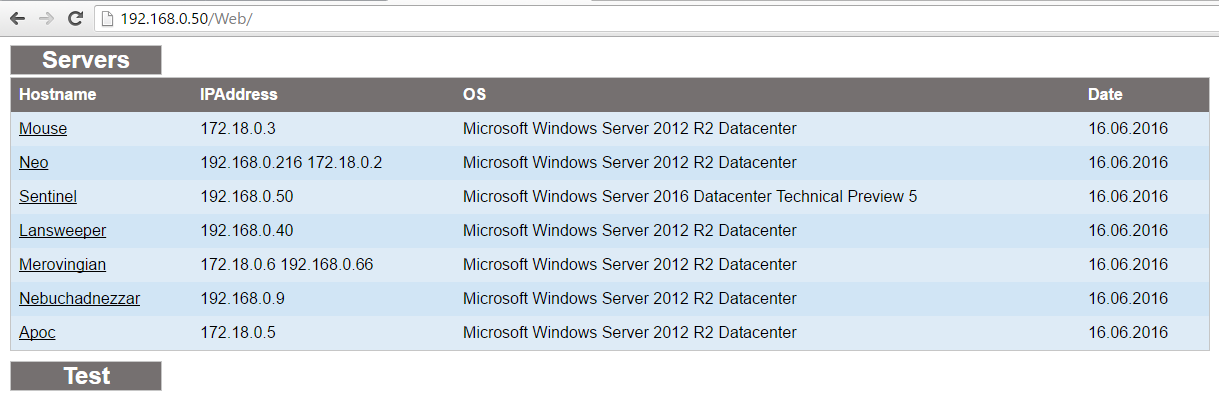 192.168.0.50/Web/
Servers
Hostname IPAddress OS Date
Mouse 172.18.0.3 Microsoft Windows Server 2012 R2 Datacenter 16.06.2016
Neo 192.168.0.216 172.18.0.2 Microsoft Windows Server 2012 R2 Datacenter 16.06.2016
Sentinel 192.168.0.50 Microsoft Windows Server 2016 Datacenter Technical Preview 5 16.06.2016
Lansweeper 192.168.0.40 Microsoft Windows Server 2012 R2 Datacenter 16.06.2016
Merovingian 172.18.0.6 192.168.0.66 Microsoft Windows Server 2012 R2 Datacenter 16.06.2016
Nebuchadnezzar 192.168.0.9 Microsoft Windows Server 2012 R2 Datacenter 16.06.2016
Apoc 172.18.0.5 Microsoft Windows Server 2012 R2 Datacenter 16.06.2016
Test